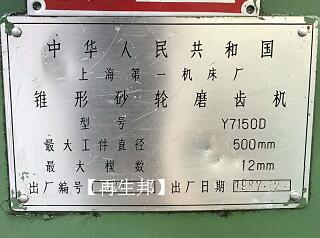 中华人民共和国
上海第一机床厂
锥形砂轮磨齿机
型号 Y7150D
最大工件直径 500mm
最大模数 12mm
出厂编号【再生邦】出厂日期 1987.12